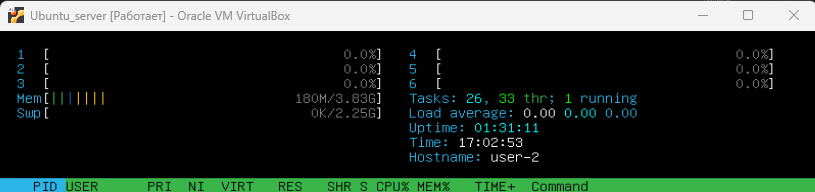 Ubuntu_server [Работает] - Oracle VM VirtualBox
1 [ 0.0%] 4 [ 0.0%]
2 [ 0.0%] 5 [ 0.0%]
3 [ 0.0%] 6 [ 0.0%]
Mem[||||||| 180M/3.83G] Tasks: 26, 33 thr; 1 running
Swp[ 0K/2.25G] Load average: 0.00 0.00 0.00
Uptime: 01:31:11
Time: 17:02:53
Hostname: user-2
PID USER PRI NI VIRT RES SHR S CPU% MEM% TIME+ Command